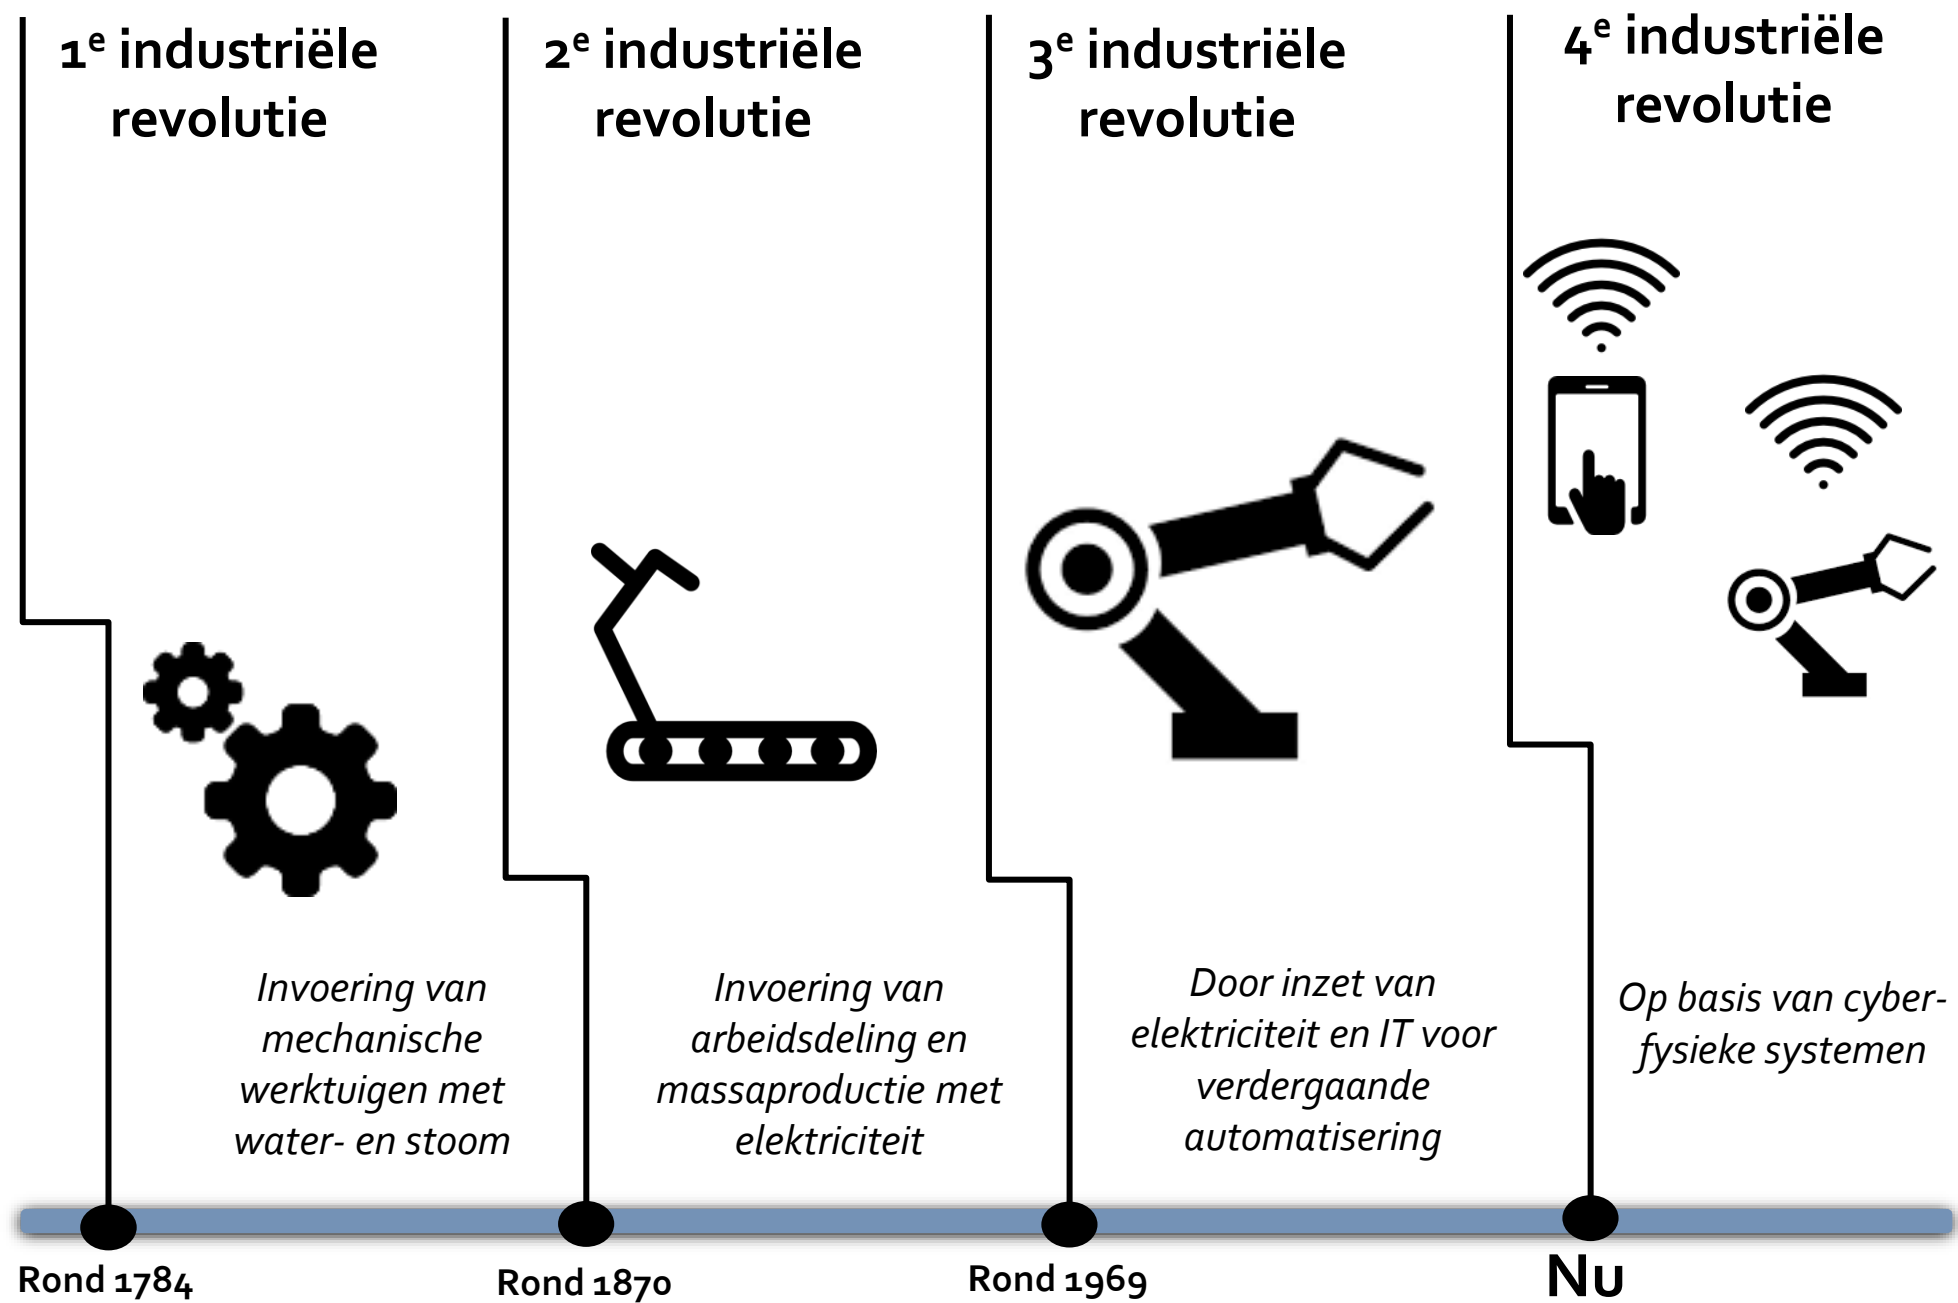 1e industriële
revolutie
2e industriële
revolutie
3e industriële
revolutie
4e industriële
revolutie
Invoering van
mechanische
werktuigen met
water- en stoom
Invoering van
arbeidsdeling en
massaproductie met
elektriciteit
Door inzet van
elektriciteit en IT voor
verdergaande
automatisering
Op basis van cyber-
fysieke systemen
Rond 1784
Rond 1870
Rond 1969
Nu